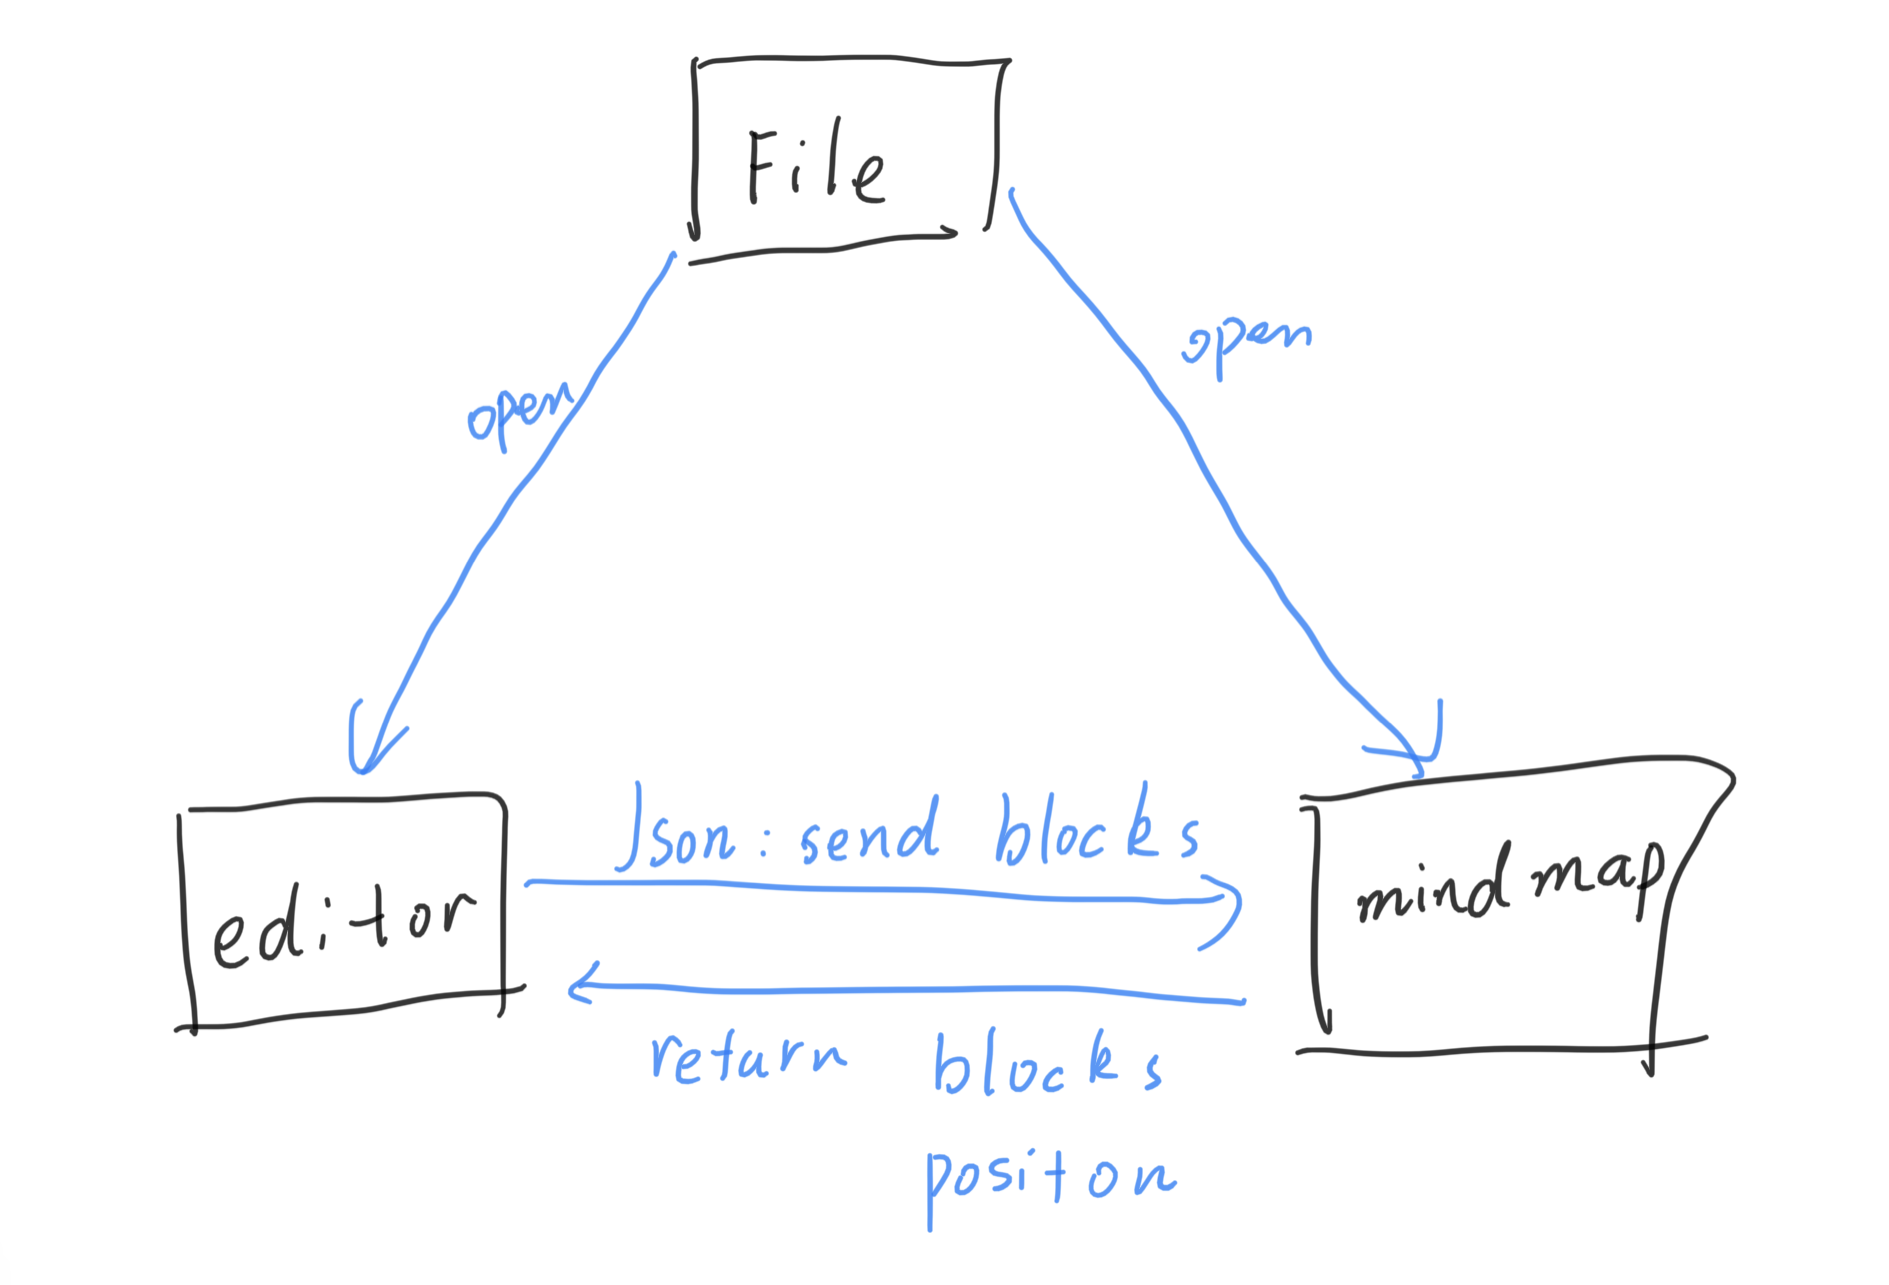 File
open
open
Json: send blocks
editor
mind map
return blocks
positon